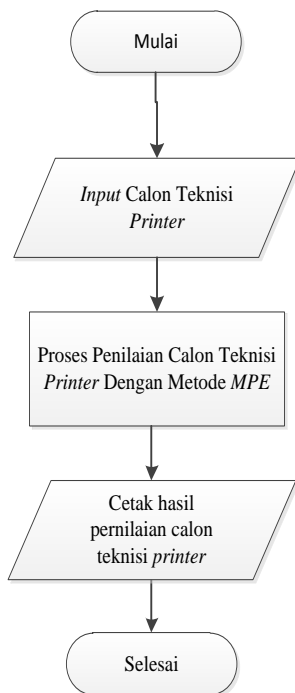 Mulai
Input Calon Teknisi
Printer
Proses Penilaian Calon Teknisi
Printer Dengan Metode MPE
Cetak hasil
pernilaian calon
teknisi printer
Selesai